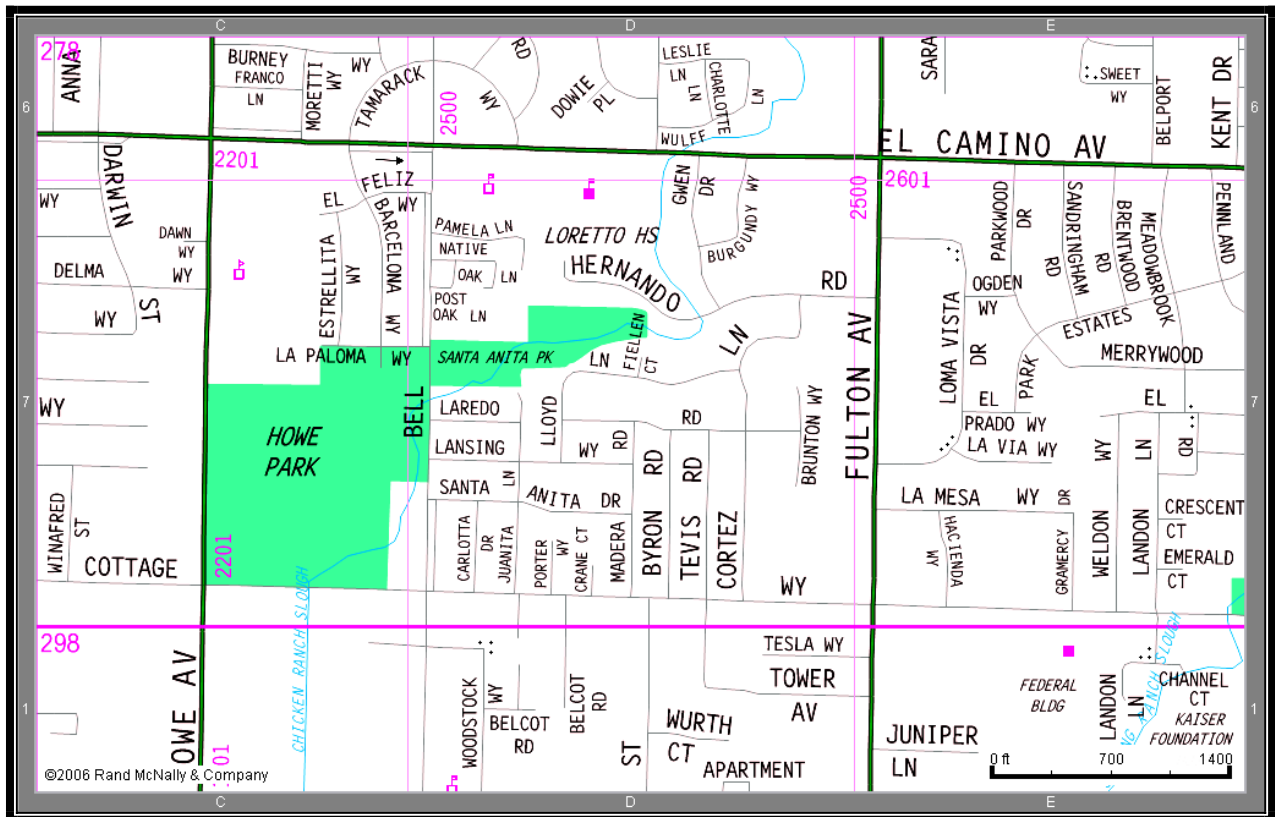 C
D
E
278
ANNA
BURNEY
FRANCO
LN
MORETTI
WY
WY
TAMARACK
WY
2500
RD
DOWIE
PL
LESLIE
LN
LN
CHARLOTTE
LN
WULFF
SARA
SWEET
WY
BELPORT
KENT DR
6
6
2201
EL CAMINO AV
2601
2500
DARWIN
ST
WY
DAWN
WY
DELMA
WY
WY
EL
FELIZ
WY
BARCELONA WY
ESTRELLITA
WY
PAMELA LN
NATIVE
OAK
LN
POST
OAK LN
LORETTO HS
HERNANDO
RD
GWEN
DR
BURGUNDY WY
PARKWOOD
DR
SANDRINGHAM
RD
BRENTWOOD
RD
MEADOWBROOK
PENNLAND
OGDEN
WY
ESTATES
MERRYWOOD
PARK
EL
LOMA VISTA
DR
LA PALOMA
WY
SANTA ANITA PK
LN
FIELLEN
CT
LN
FULTON AV
7
7
WY
HOWE
PARK
BELL
LAREDO
LANSING
LLOYD
WY
RD
RD
BRUNTON WY
EL
PRADO WY
LA VIA WY
RD
WY
LN
SANTA
LN
ANITA
DR
LA MESA
WY
DR
WINAFRED
ST
COTTAGE
2201
CARLOTTA
DR
JUANITA
PORTER
WY
CRANE CT
MADERA
BYRON
RD
TEVIS
RD
CORTEZ
WY
HACIENDA
WY
GRAMERCY
WELDON
LANDON
CRESCENT
CT
EMERALD
CT
298
CHICKEN RANCH SLOUGH
OWE AV
01
WOODSTOCK
WY
BELCOT
RD
BELCOT
RD
ST
WURTH
CT
APARTMENT
TESLA WY
TOWER
AV
FEDERAL
BLDG
LANDON
LN
CHANNEL
CT
NG RANCH SLOUGH
KAISER
FOUNDATION
JUNIPER
LN
1
1
0 ft
700
1400
©2006 Rand McNally & Company
C
D
E